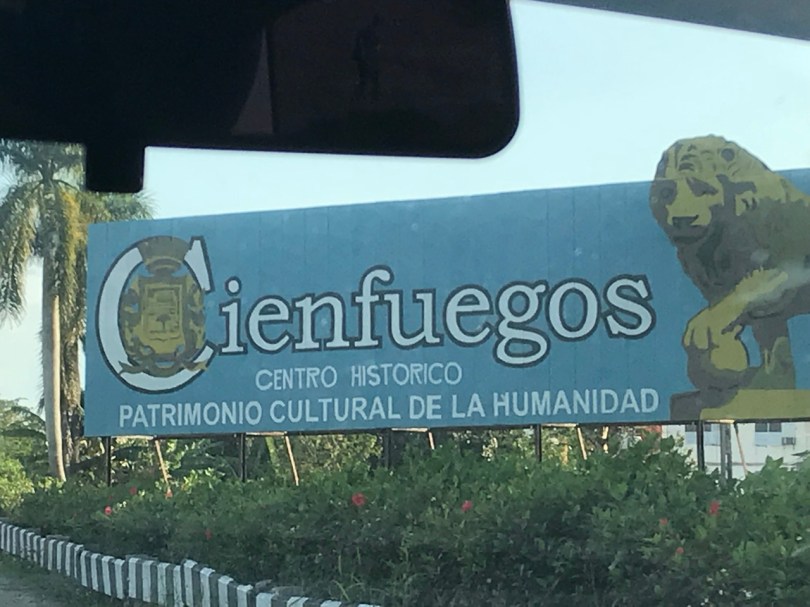 Cienfuegos
CENTRO HISTORICO
PATRIMONIO CULTURAL DE LA HUMANIDAD